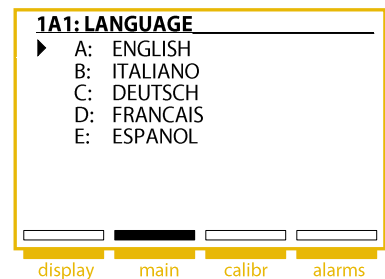 1A1: LANGUAGE
A: ENGLISH
B: ITALIANO
C: DEUTSCH
D: FRANCAIS
E: ESPANOL
display main calibr alarms